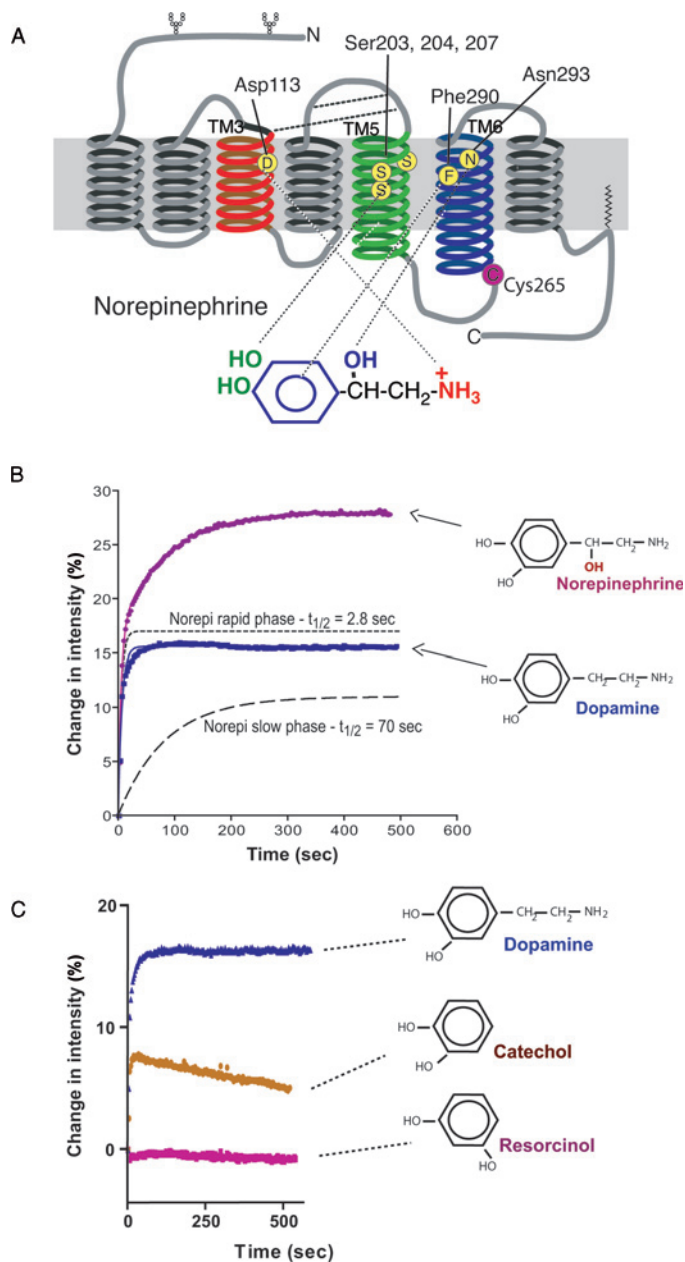 A
N
Ser203, 204, 207
Asp113
Asn293
Phe290
TM3
TM5
TM6
D
S
S
S
F
N
C
Cys265
C
Norepinephrine
HO
HO
OH
CH-CH₂-NH₃
+
B
Change in intensity (%)
30
25
20
15
10
5
0
Norepi rapid phase - t1/2 = 2.8 sec
Norepi slow phase - t1/2 = 70 sec
0 100 200 300 400 500 600
Time (sec)
HO
HO
CH—CH₂—NH₂
OH
Norepinephrine
HO
HO
CH₂—CH₂—NH₂
Dopamine
C
Change in intensity (%)
20
10
0
0 250 500
Time (sec)
HO
HO
CH₂—CH₂—NH₂
Dopamine
HO
HO
Catechol
HO
HO
Resorcinol